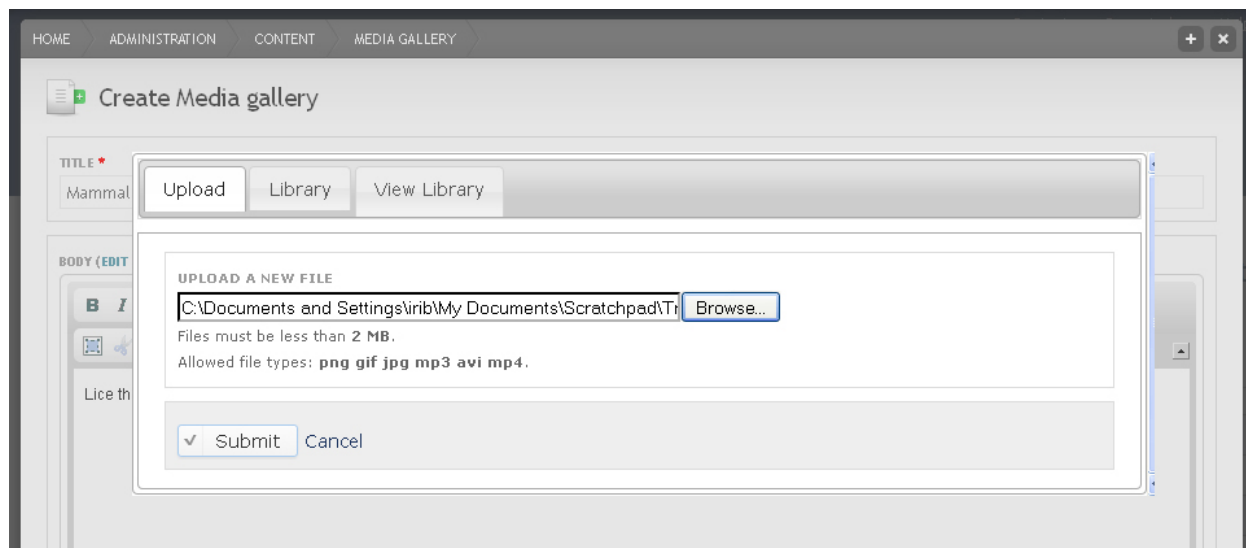 HOME ADMINISTRATION CONTENT MEDIA GALLERY
Create Media gallery
TITLE *
Mammal
Upload Library View Library
BODY (EDIT
UPLOAD A NEW FILE
C:\Documents and Settings\irib\My Documents\Scratchpad\Tr Browse...
B I
Files must be less than 2 MB.
Allowed file types: png gif jpg mp3 avi mp4.
Lice th
Submit Cancel